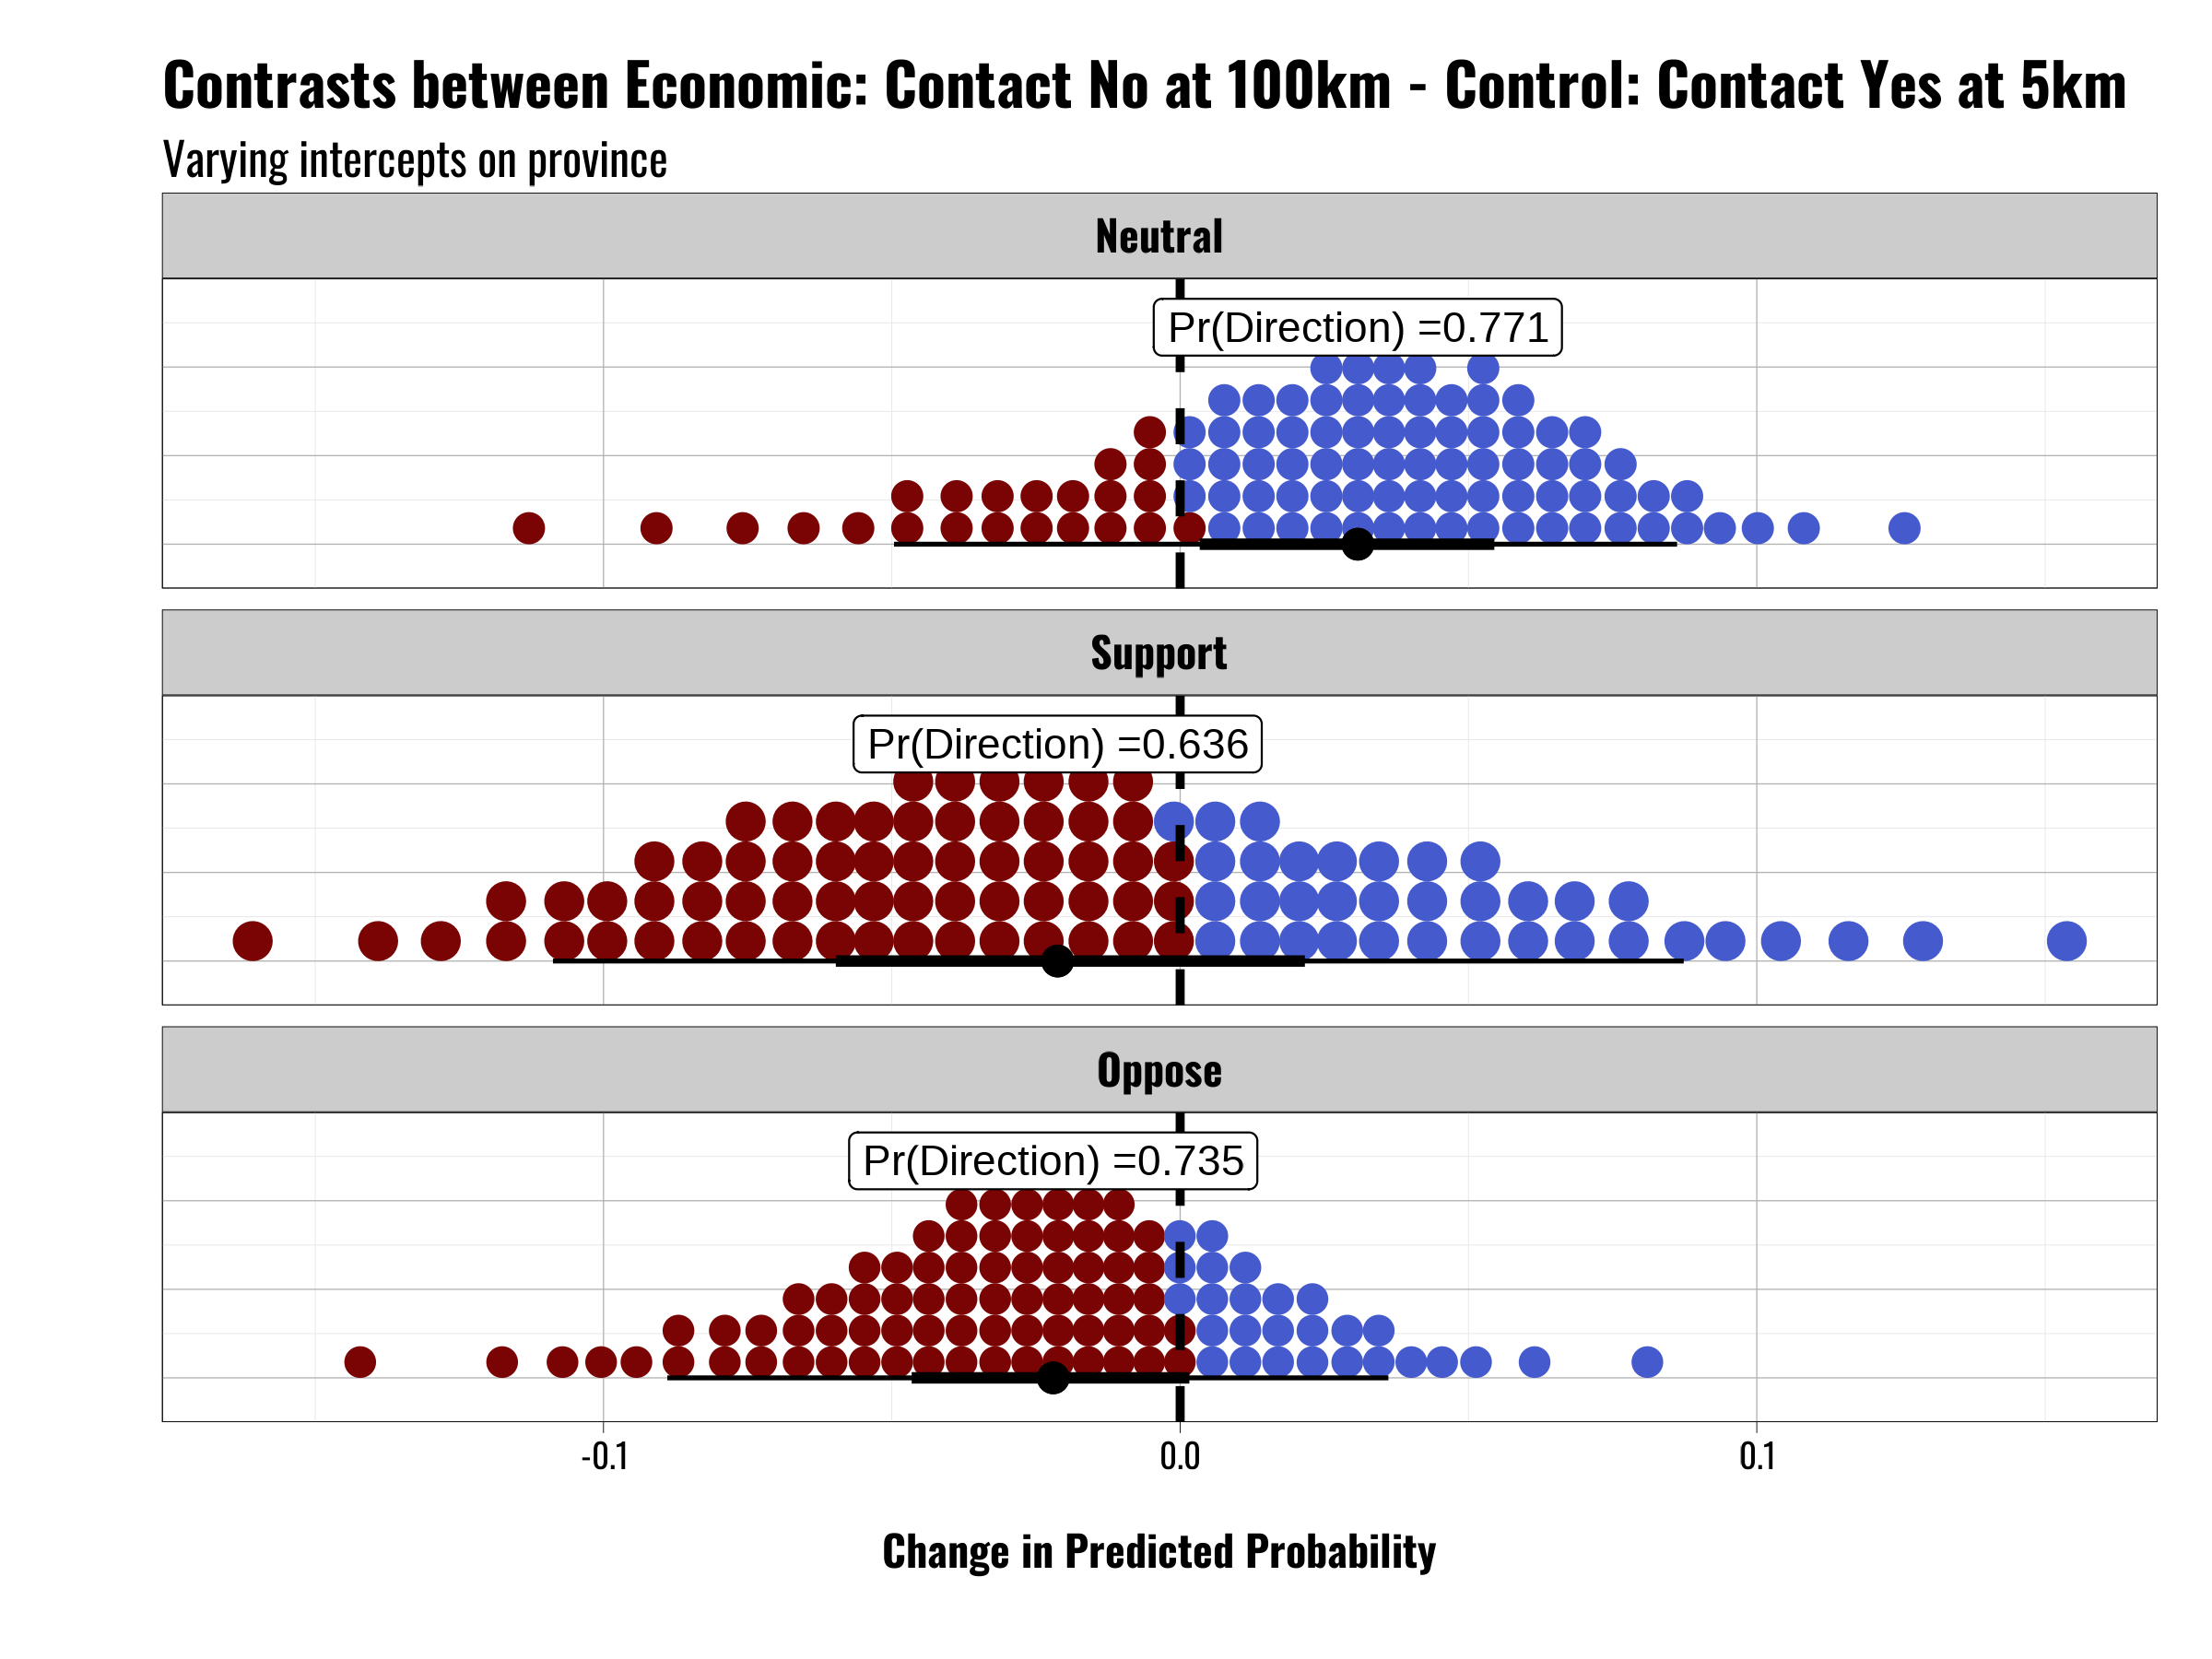 Contrasts between Economic: Contact No at 100km - Control: Contact Yes at 5km
Varying intercepts on province
Neutral
Pr(Direction) =0.771
Support
Pr(Direction) =0.636
Oppose
Pr(Direction) =0.735
-0.1 0.0 0.1
Change in Predicted Probability